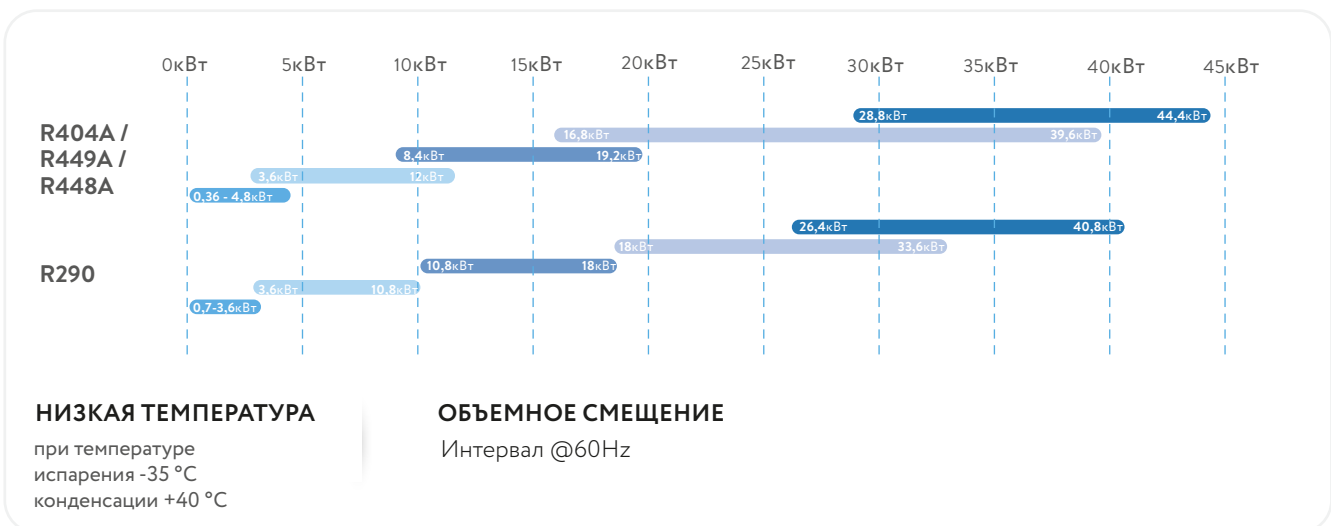 0кВт 5кВт 10кВт 15кВт 20кВт 25кВт 30кВт 35кВт 40кВт 45кВт
R404A /
R449A /
R448A
28,8кВт 44,4кВт
16,8кВт 39,6кВт
8,4кВт 19,2кВт
3,6кВт 12кВт
0,36 - 4,8кВт
R290
26,4кВт 40,8кВт
18кВт 33,6кВт
10,8кВт 18кВт
3,6кВт 10,8кВт
0,7-3,6кВт
НИЗКАЯ ТЕМПЕРАТУРА
при температуре
испарения -35 °C
конденсации +40 °C
ОБЪЕМНОЕ СМЕЩЕНИЕ
Интервал @60Hz